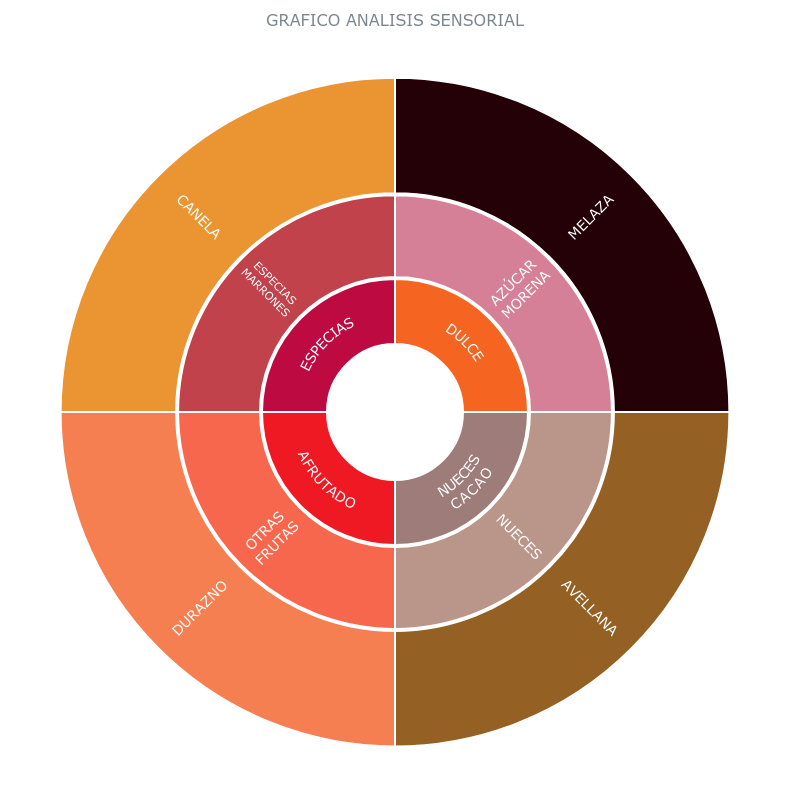 GRAFICO ANALISIS SENSORIAL
CANELA
MELAZA
ESPECIAS
MARRONES
AZÚCAR
MORENA
ESPECIAS
DULCE
AFRUTADO
NUECES
CACAO
OTRAS
FRUTAS
NUECES
DURAZNO
AVELLANA